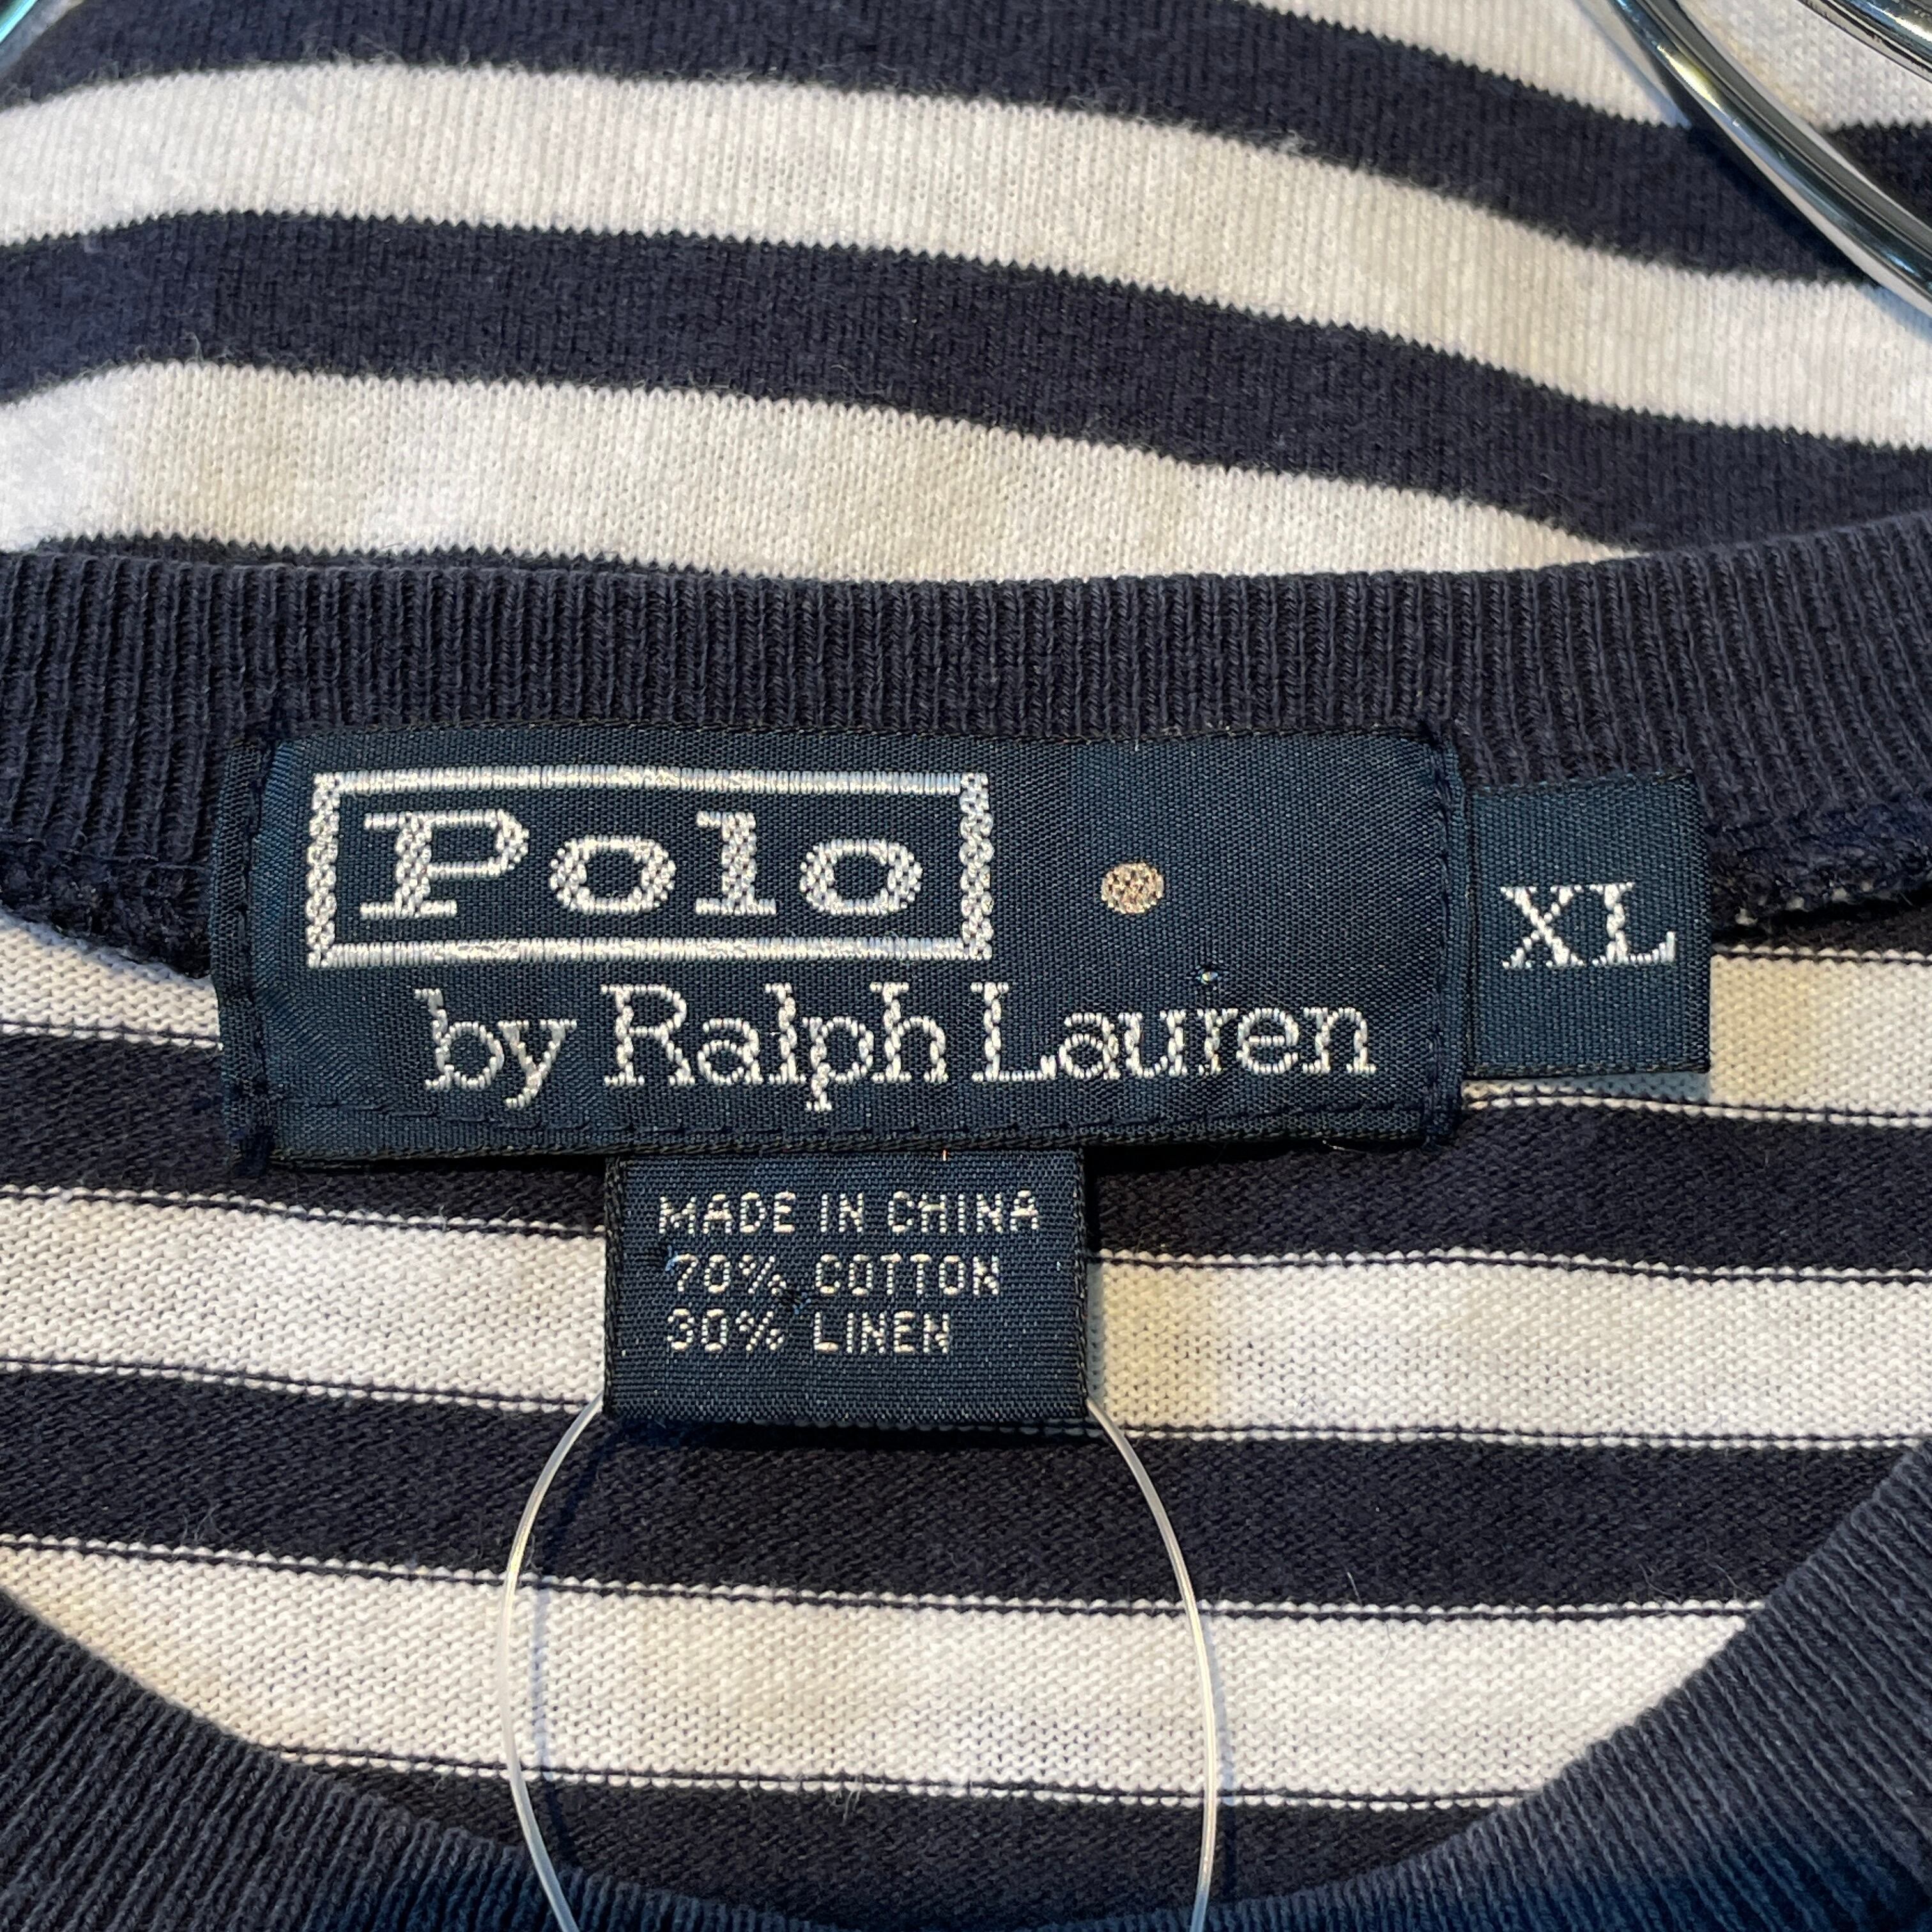 Polo
by Ralph Lauren
XL
MADE IN CHINA
70% COTTON
30% LINEN